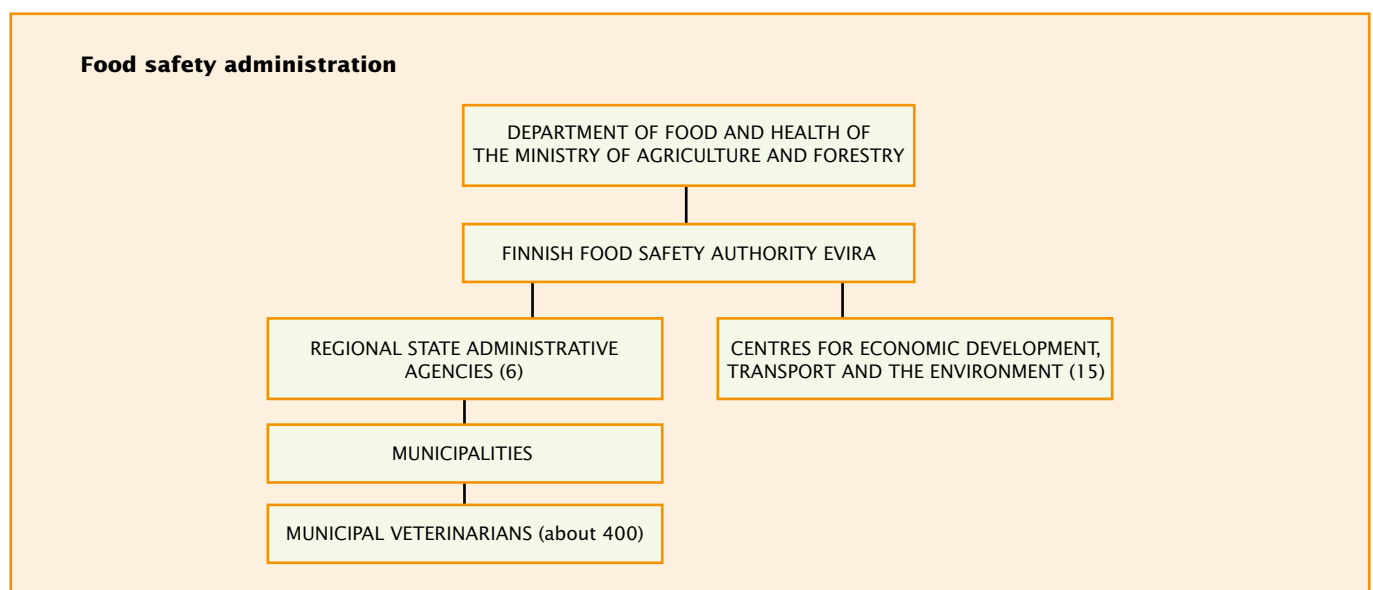 Food safety administration
DEPARTMENT OF FOOD AND HEALTH OF
THE MINISTRY OF AGRICULTURE AND FORESTRY
FINNISH FOOD SAFETY AUTHORITY EVIRA
REGIONAL STATE ADMINISTRATIVE
AGENCIES (6)
CENTRES FOR ECONOMIC DEVELOPMENT,
TRANSPORT AND THE ENVIRONMENT (15)
MUNICIPALITIES
MUNICIPAL VETERINARIANS (about 400)